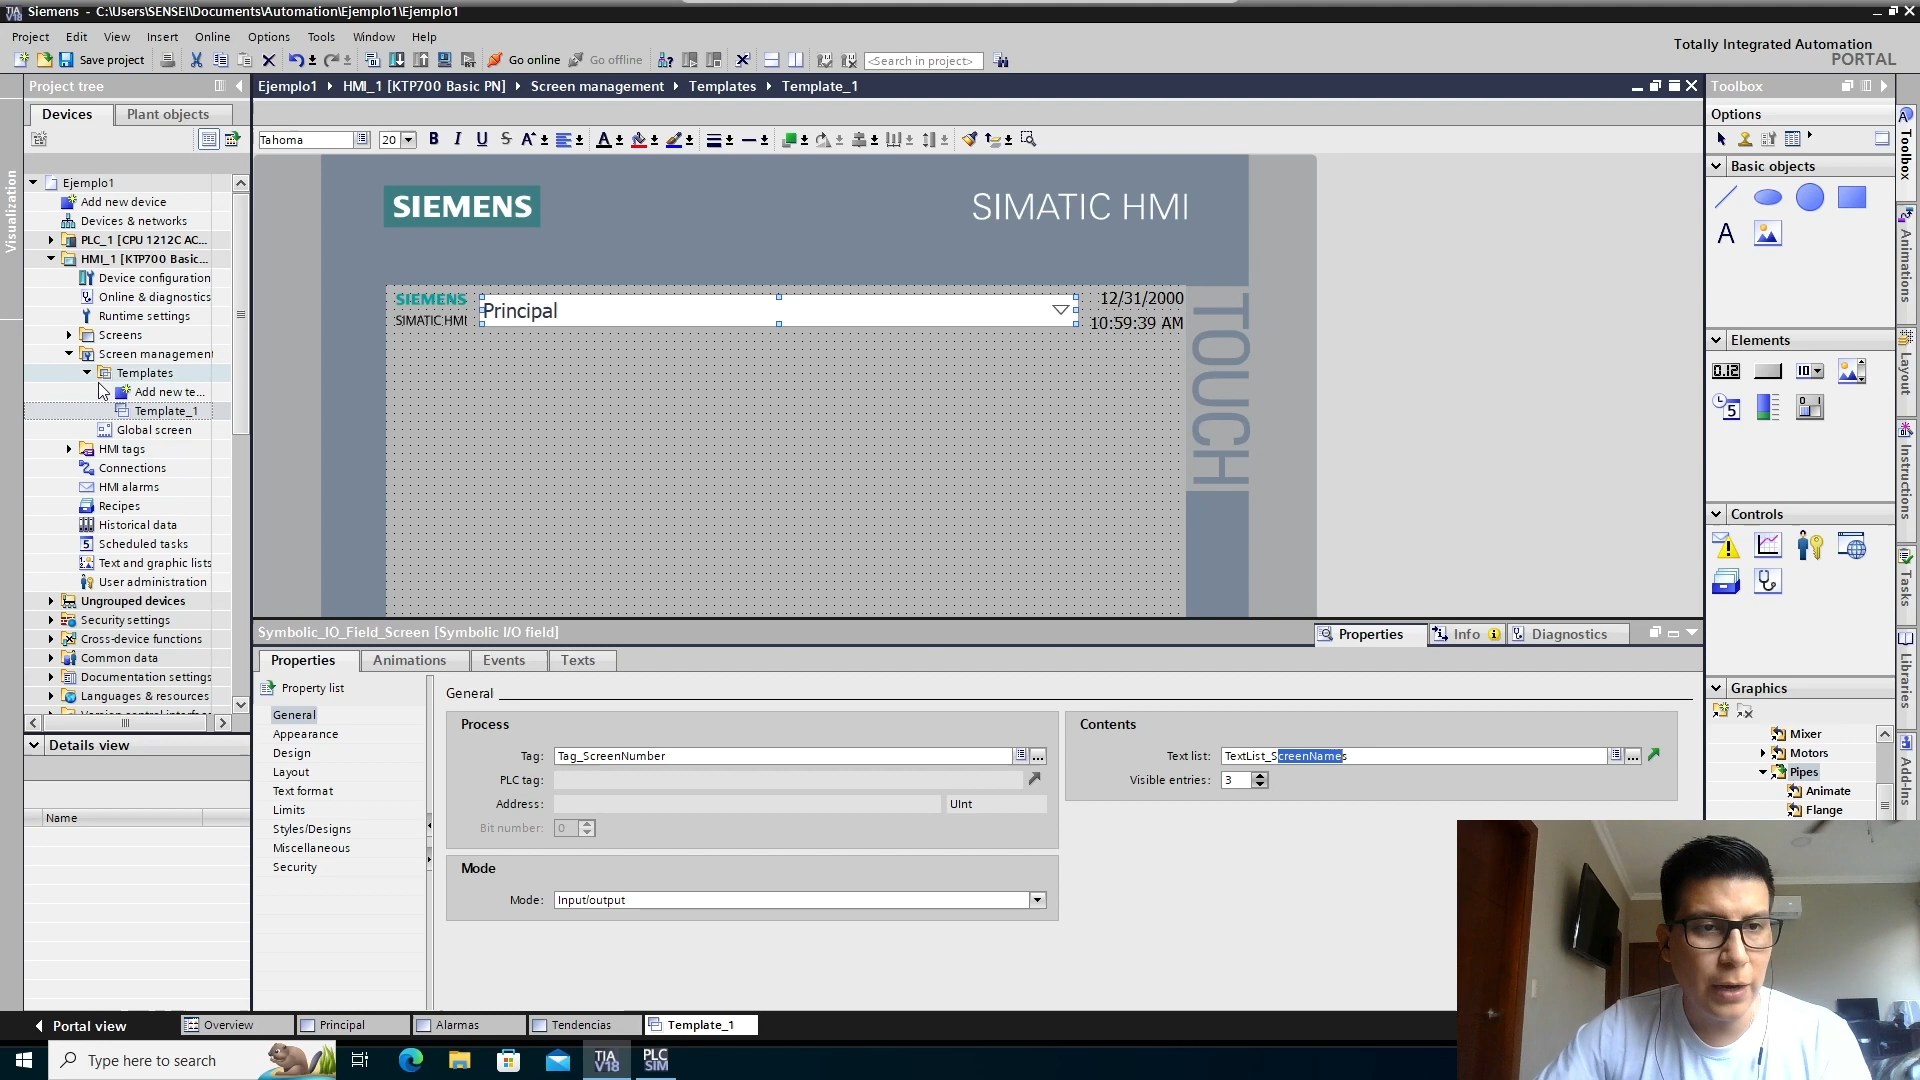 Siemens - C:\Users\SENSEI\Documents\Automation\Ejemplo1\Ejemplo1
Project Edit View Insert Online Options Tools Window Help
Totally Integrated Automation
PORTAL
Save project
Go online
Go offline
<Search in project>
Project tree
Ejemplo1 HMI_1 [KTP700 Basic PN] Screen management Templates Template_1
Toolbox
Devices
Plant objects
Options
Tahoma
20
Visualization
Ejemplo1
Add new device
Devices & networks
PLC_1 [CPU 1212C AC...
HMI_1 [KTP700 Basic...
Device configuration
Online & diagnostics
Runtime settings
Screens
Screen management
Templates
Add new te...
Template_1
Global screen
HMI tags
Connections
HMI alarms
Recipes
Historical data
Scheduled tasks
Text and graphic lists
User administration
Ungrouped devices
Security settings
Cross-device functions
Common data
Documentation settings
Languages & resources
Details view
Name
SIEMENS
SIMATIC HMI
SIEMENS
SIMATIC HMI
Principal
12/31/2000
10:59:39 AM
TOUCH
Symbolic_IO_Field_Screen [Symbolic I/O field]
Properties
Info
Diagnostics
Properties
Animations
Events
Texts
Property list
General
Appearance
Design
Layout
Text format
Limits
Styles/Designs
Miscellaneous
Security
General
Process
Tag: Tag_ScreenNumber
PLC tag:
Address:
UInt
Bit number: 0
Mode
Mode: Input/output
Contents
Text list: TextList_ScreenNames
Visible entries: 3
Basic objects
A
Elements
0.12
10
5
0
Controls
Graphics
Mixer
Motors
Pipes
Animate
Flange
Toolbox
Animations
Layout
Instructions
Tasks
Libraries
Add-Ins
Portal view
Overview
Principal
Alarmas
Tendencias
Template_1
Type here to search
TIA V18
PLC SIM